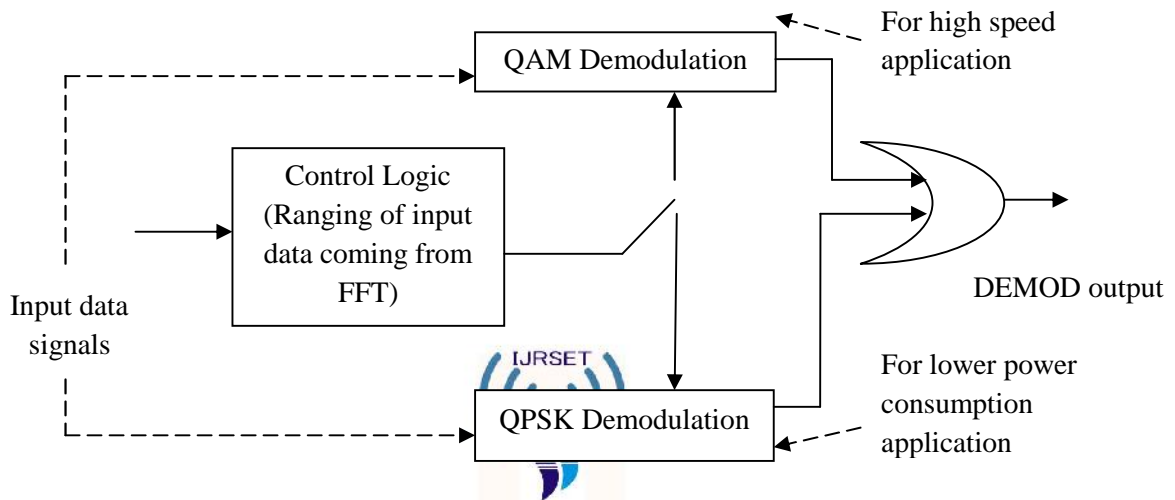 QAM Demodulation
For high speed
application
Control Logic
(Ranging of input
data coming from
FFT)
Input data
signals
DEMOD output
IJRSET
QPSK Demodulation
For lower power
consumption
application